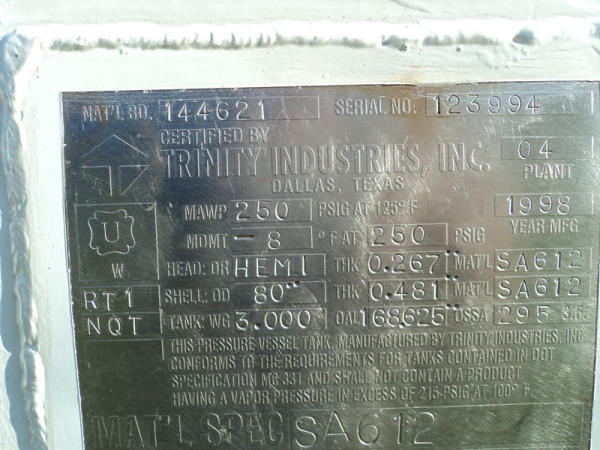 NAT'L BD. 144621 SERIAL NO. 123994
CERTIFIED BY
TRINITY INDUSTRIES, INC. 04
DALLAS, TEXAS PLANT
MAWP 250 PSIG AT 125° F 1998
U MDMT -8 °F AT 250 PSIG YEAR MFG
W HEAD: DR HEMI THK 0.267" MAT'L SA612
RT1 SHELL: OD 80" THK 0.481" MAT'L SA612
NQT TANK: WG 3.000 OAL 168.625" OSSA 295 S.F.
THIS PRESSURE VESSEL TANK, MANUFACTURED BY TRINITY INDUSTRIES, INC.
CONFORMS TO THE REQUIREMENTS FOR TANKS CONTAINED IN DOT
SPECIFICATION MC 331 AND SHALL NOT CONTAIN A PRODUCT
HAVING A VAPOR PRESSURE IN EXCESS OF 215 PSIG AT 100° F.
MAT'L SPEC SA612